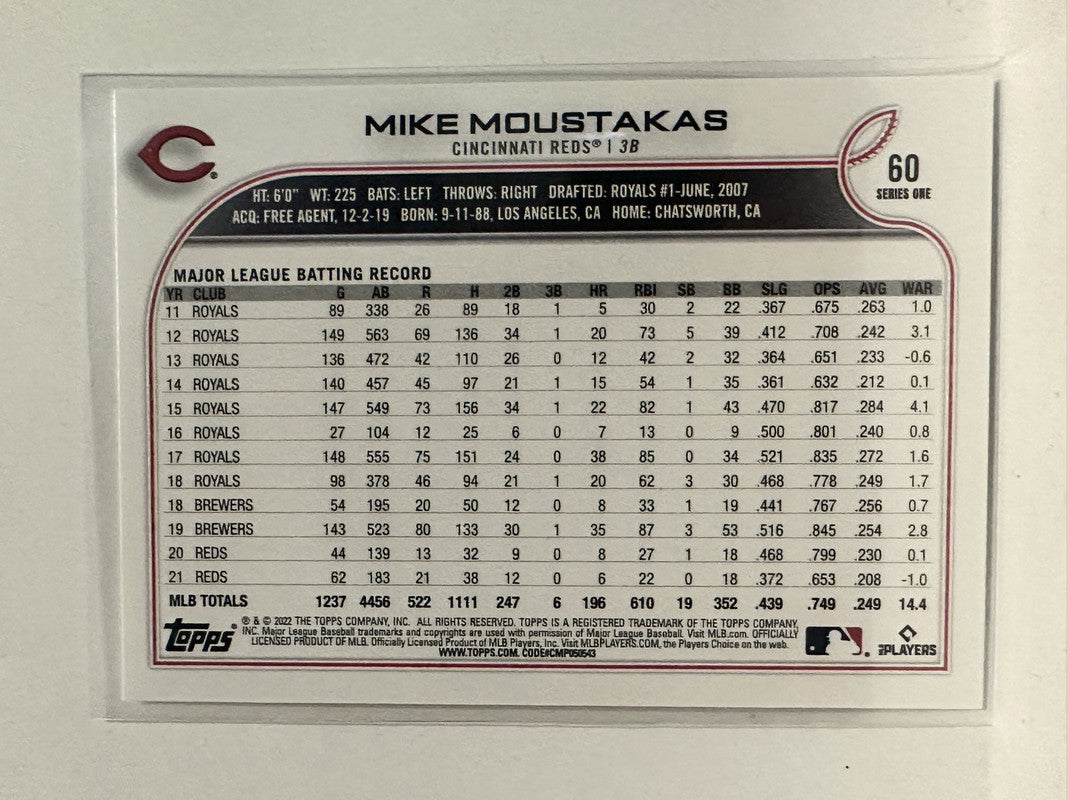 MIKE MOUSTAKAS
CINCINNATI REDS® | 3B
60
SERIES ONE
HT: 6'0" WT: 225 BATS: LEFT THROWS: RIGHT DRAFTED: ROYALS #1-JUNE, 2007
ACQ: FREE AGENT, 12-2-19 BORN: 9-11-88, LOS ANGELES, CA HOME: CHATSWORTH, CA
MAJOR LEAGUE BATTING RECORD
YR CLUB G AB R H 2B 3B HR RBI SB BB SLG OPS AVG WAR
11 ROYALS 89 338 26 89 18 1 5 30 2 22 .367 .675 .263 1.0
12 ROYALS 149 563 69 136 34 1 20 73 5 39 .412 .708 .242 3.1
13 ROYALS 136 472 42 110 26 0 12 42 2 32 .364 .651 .233 -0.6
14 ROYALS 140 457 45 97 21 1 15 54 1 35 .361 .632 .212 0.1
15 ROYALS 147 549 73 156 34 1 22 82 1 43 .470 .817 .284 4.1
16 ROYALS 27 104 12 25 6 0 7 13 0 9 .500 .801 .240 0.8
17 ROYALS 148 555 75 151 24 0 38 85 0 34 .521 .835 .272 1.6
18 ROYALS 98 378 46 94 21 1 20 62 3 30 .468 .778 .249 1.7
18 BREWERS 54 195 20 50 12 0 8 33 1 19 .441 .767 .256 0.7
19 BREWERS 143 523 80 133 30 1 35 87 3 53 .516 .845 .254 2.8
20 REDS 44 139 13 32 9 0 8 27 1 18 .468 .799 .230 0.1
21 REDS 62 183 21 38 12 0 6 22 0 18 .372 .653 .208 -1.0
MLB TOTALS 1237 4456 522 1111 247 6 196 610 19 352 .439 .749 .249 14.4
Topps
® & © 2022 THE TOPPS COMPANY, INC. ALL RIGHTS RESERVED. TOPPS IS A REGISTERED TRADEMARK OF THE TOPPS COMPANY,
INC. Major League Baseball trademarks and copyrights are used with permission of Major League Baseball. Visit MLB.com. OFFICIALLY
LICENSED PRODUCT OF MLB. Officially Licensed Product of MLB Players, Inc. Visit MLBPLAYERS.COM, the Players Choice on the web.
WWW.TOPPS.COM. CODE#CMP050543
MLB PLAYERS